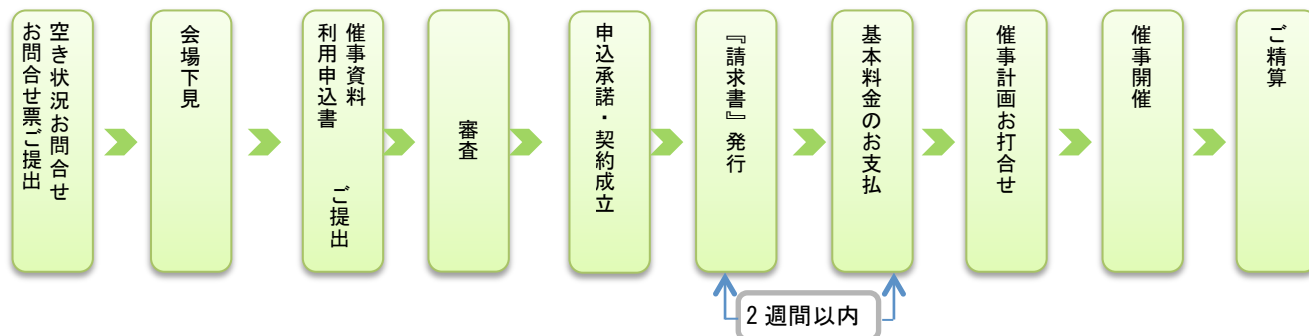 空き状況お問合せ
お問合せ票ご提出
会場下見
催事資料
利用申込書
ご提出
審査
申込承諾・契約成立
『請求書』発行
基本料金のお支払
催事計画お打合せ
催事開催
ご精算
2週間以内